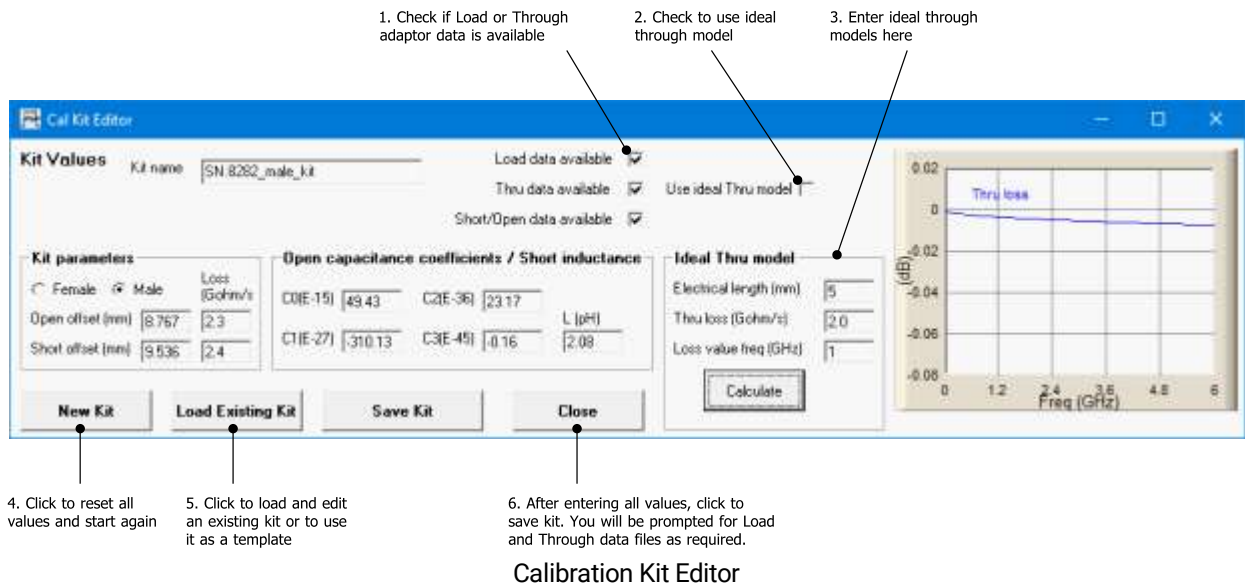 1. Check if Load or Through
adaptor data is available
2. Check to use ideal
through model
3. Enter ideal through
models here
Cal Kit Editor
Kit Values
Kit name
SN:8282_male_kit
Load data available
Thru data available
Short/Open data available
Use ideal Thru model
Kit parameters
Female
Male
Loss
(Gohm/s
Open offset (mm)
8.767
2.3
Short offset (mm)
9.536
2.4
Open capacitance coefficients / Short inductance
C0(E-15)
49.43
C2(E-36)
23.17
C1(E-27)
-310.13
C3(E-45)
-0.16
L (pH)
2.08
Ideal Thru model
Electrical length (mm)
5
Thru loss (Gohm/s)
2.0
Loss value freq (GHz)
1
Calculate
New Kit
Load Existing Kit
Save Kit
Close
Thru loss
(dB)
0.02
0
-0.02
-0.04
-0.06
-0.08
0 1.2 2.4 3.6 4.8 6
Freq (GHz)
4. Click to reset all
values and start again
5. Click to load and edit
an existing kit or to use
it as a template
6. After entering all values, click to
save kit. You will be prompted for Load
and Through data files as required.
Calibration Kit Editor